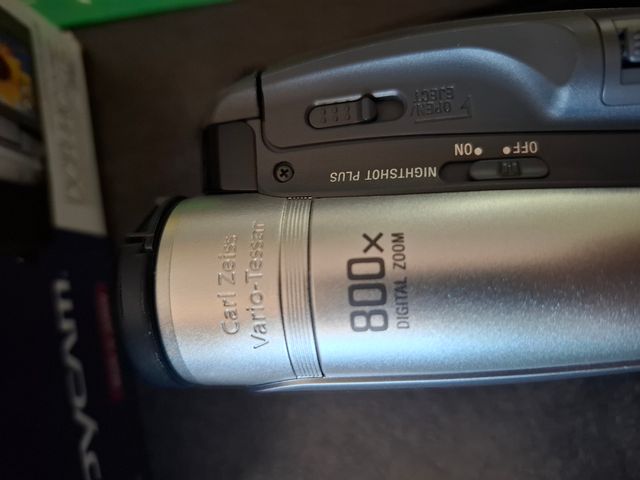 OPEN/
EJECT
OFF ON
NIGHTSHOT PLUS
Carl Zeiss
Vario-Tessar
800x
DIGITAL ZOOM